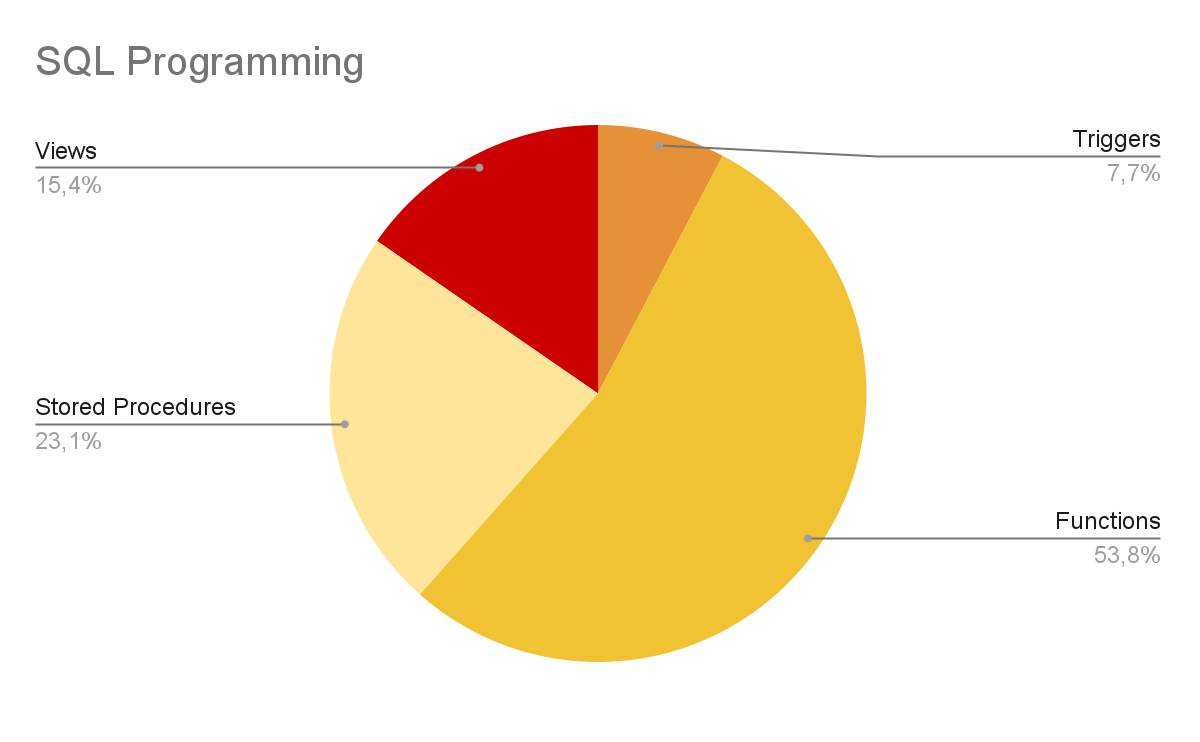 SQL Programming
Views
15,4%
Triggers
7,7%
Stored Procedures
23,1%
Functions
53,8%